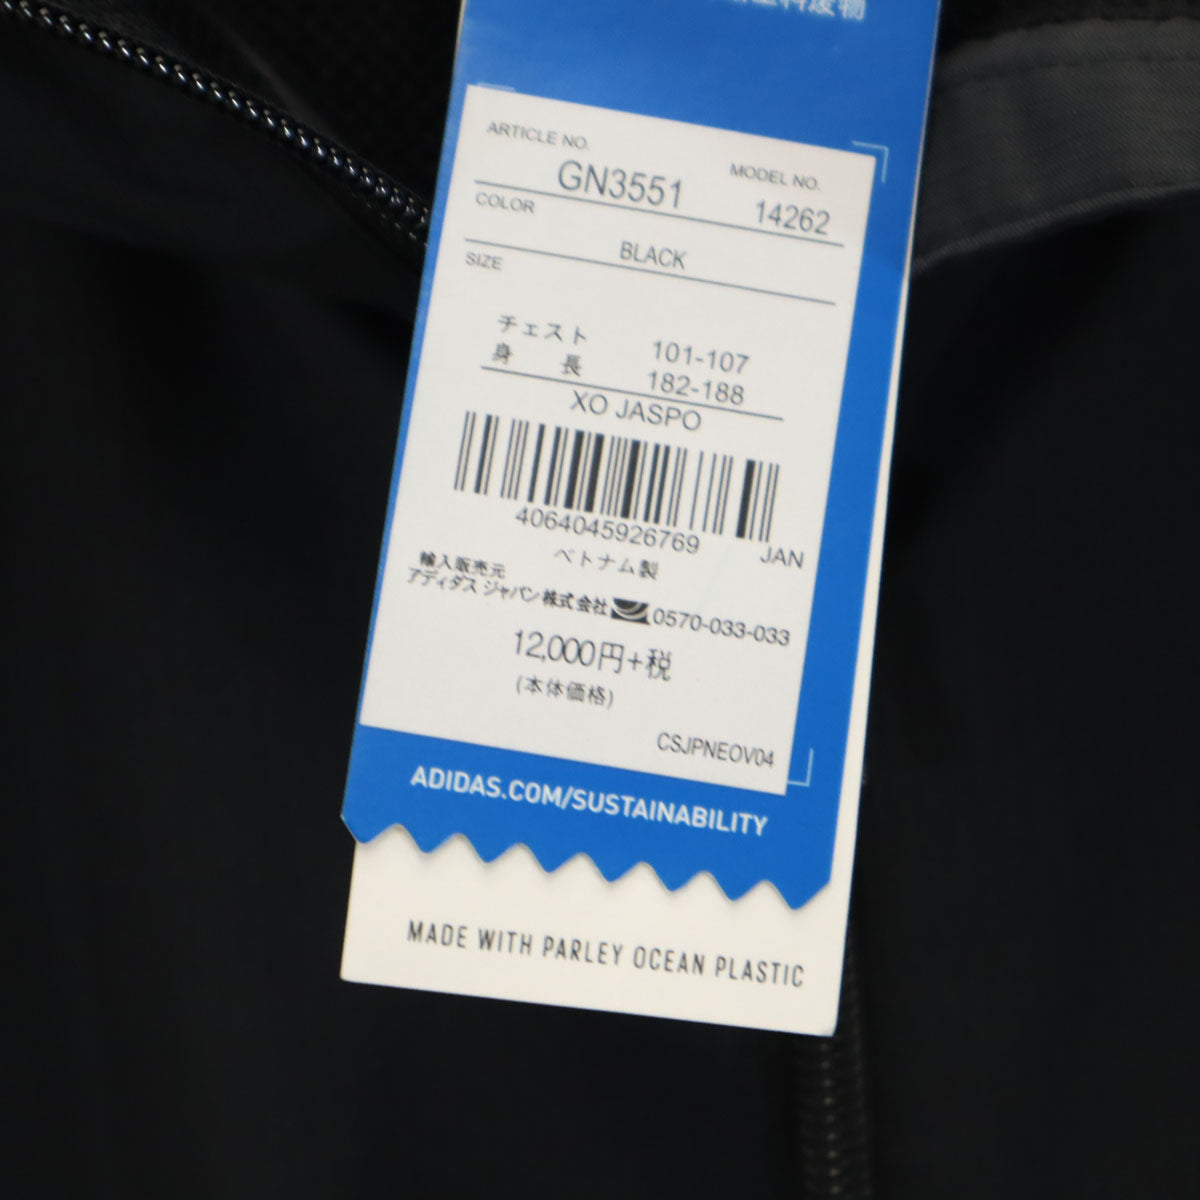 ARTICLE NO. MODEL NO.
GN3551 14262
COLOR
BLACK
SIZE
チェスト 101-107
身長 182-188
XO JASPO
4064045926769 JAN
ベトナム製
輸入販売元
アディダス ジャパン株式会社 0570-033-033
12,000円+税
(本体価格)
CSJPNEOV04
ADIDAS.COM/SUSTAINABILITY
MADE WITH PARLEY OCEAN PLASTIC